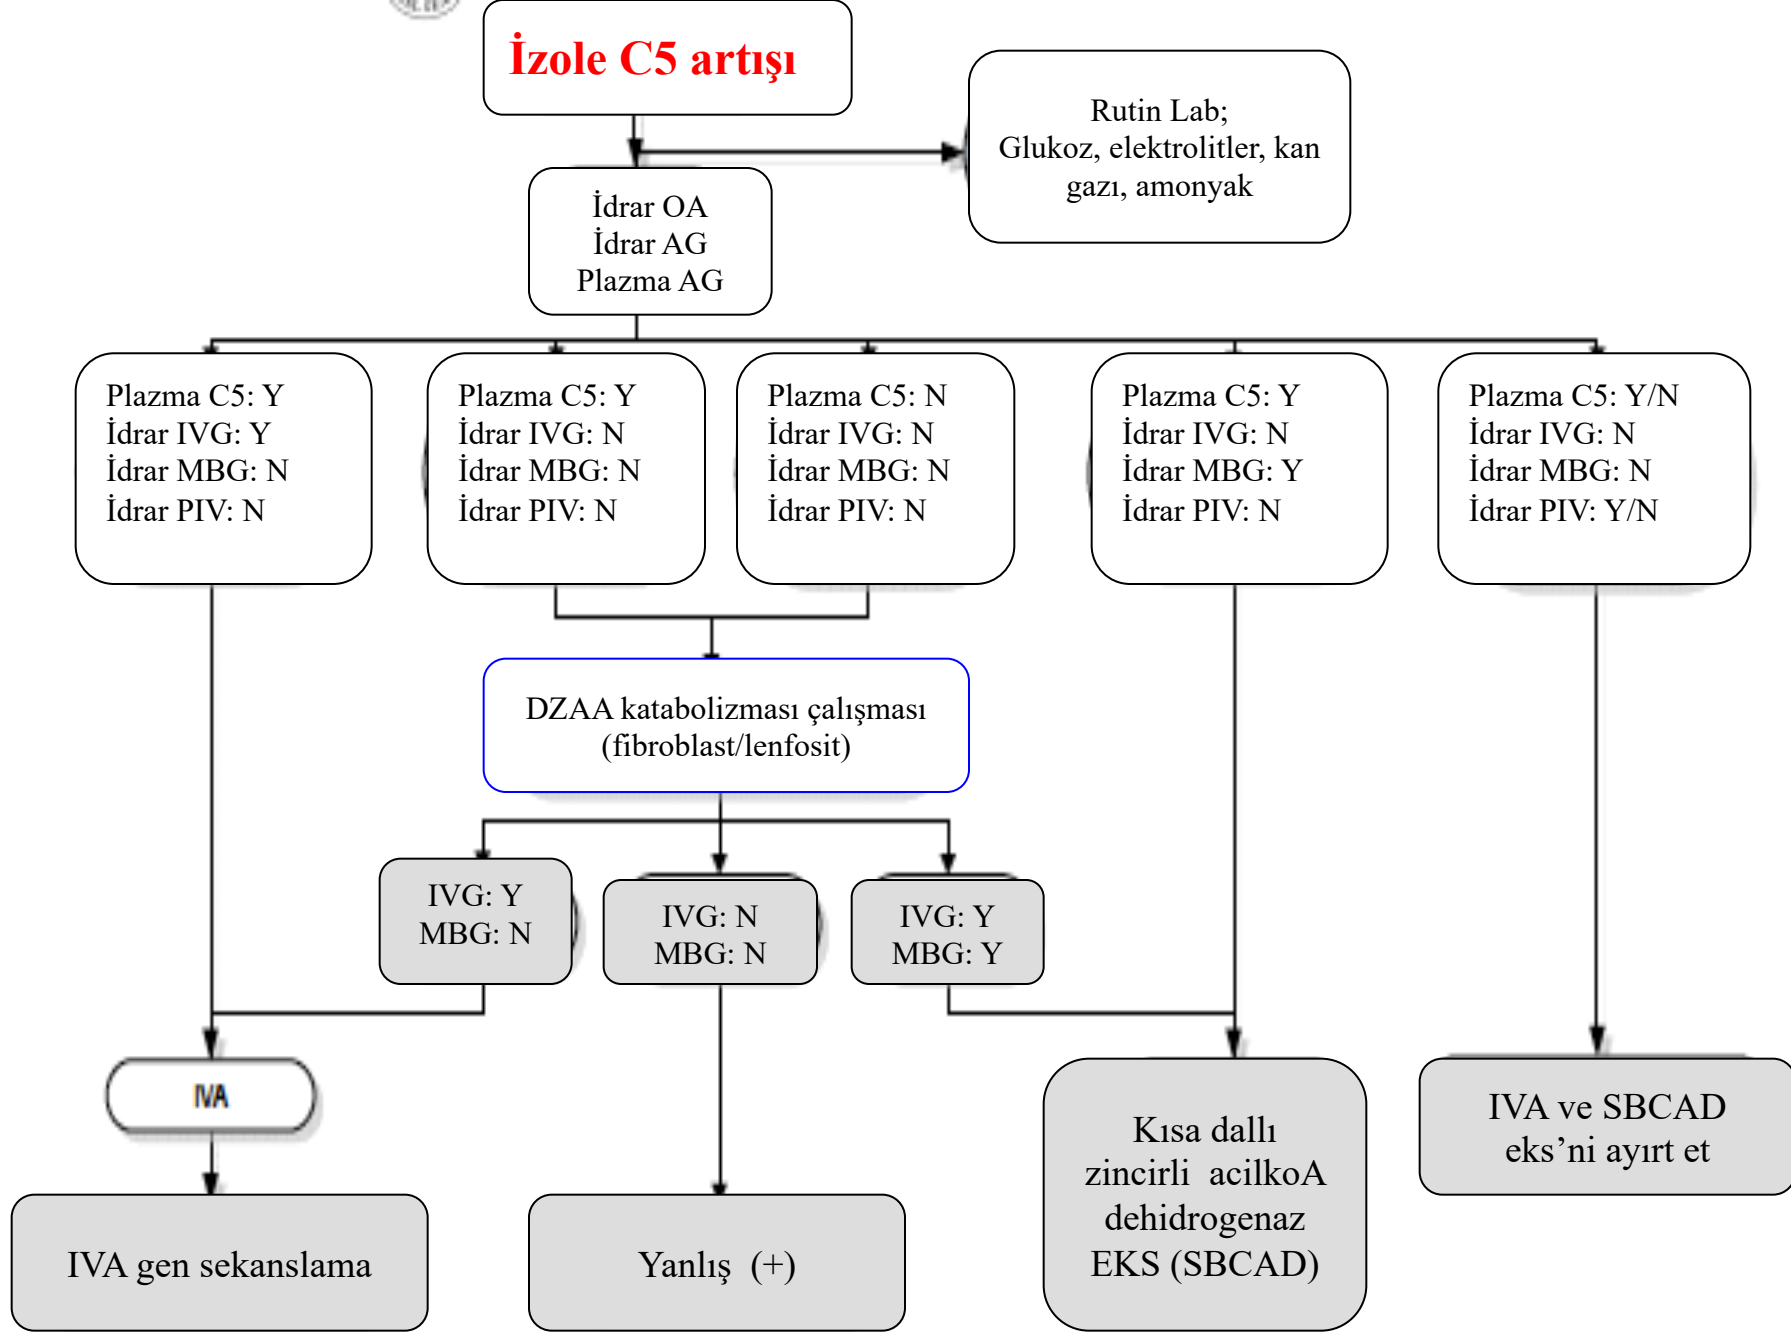 İzole C5 artışı
Rutin Lab;
Glukoz, elektrolitler, kan
gazı, amonyak
İdrar OA
İdrar AG
Plazma AG
Plazma C5: Y
İdrar IVG: Y
İdrar MBG: N
İdrar PIV: N
Plazma C5: Y
İdrar IVG: N
İdrar MBG: N
İdrar PIV: N
Plazma C5: N
İdrar IVG: N
İdrar MBG: N
İdrar PIV: N
Plazma C5: Y
İdrar IVG: N
İdrar MBG: Y
İdrar PIV: N
Plazma C5: Y/N
İdrar IVG: N
İdrar MBG: N
İdrar PIV: Y/N
DZAA katabolizması çalışması
(fibroblast/lenfosit)
IVG: Y
MBG: N
IVG: N
MBG: N
IVG: Y
MBG: Y
IVA
Kısa dallı
zincirli acilkoA
dehidrogenaz
EKS (SBCAD)
IVA ve SBCAD
eks’ni ayırt et
IVA gen sekanslama
Yanlış (+)